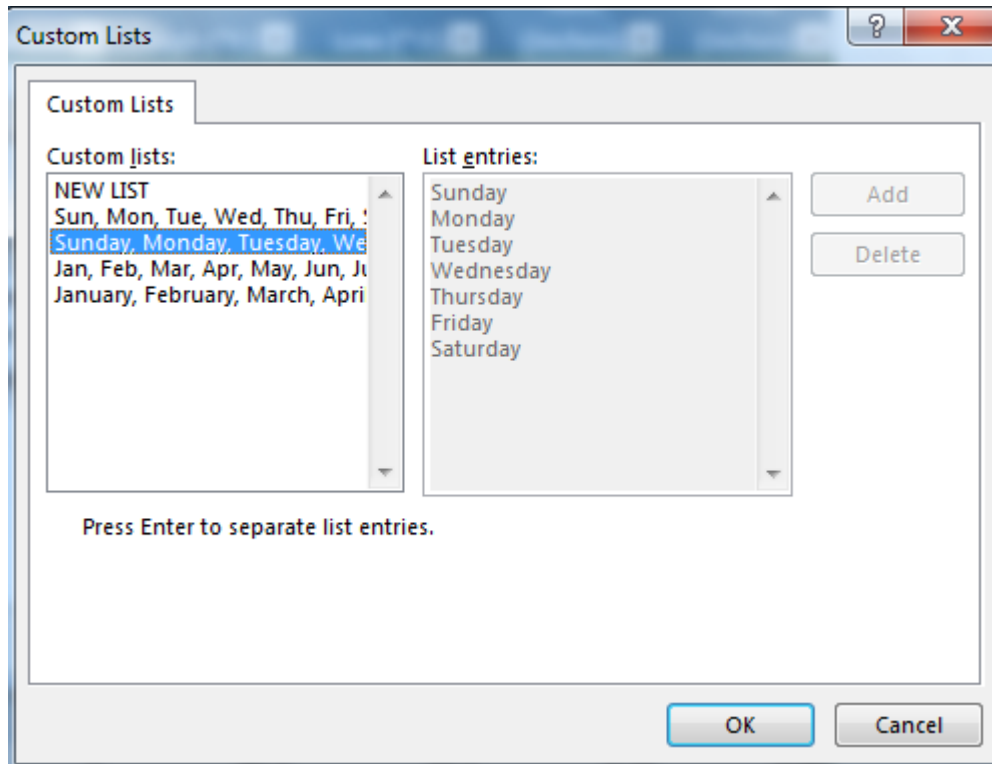 Custom Lists
Custom Lists
Custom lists:
List entries:
NEW LIST
Sun, Mon, Tue, Wed, Thu, Fri,
Sunday, Monday, Tuesday, We
Jan, Feb, Mar, Apr, May, Jun, Ju
January, February, March, Apri
Sunday
Monday
Tuesday
Wednesday
Thursday
Friday
Saturday
Add
Delete
Press Enter to separate list entries.
OK
Cancel